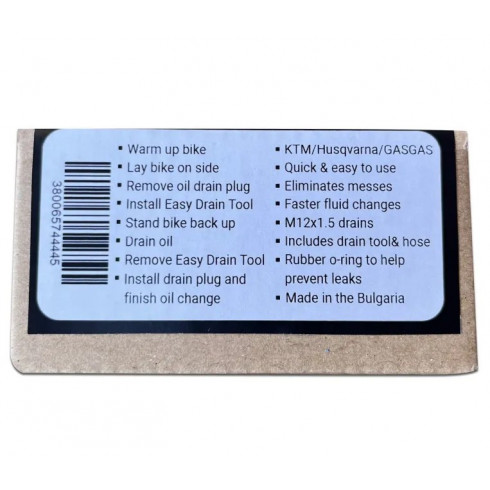 3800657444445
• Warm up bike
• Lay bike on side
• Remove oil drain plug
• Install Easy Drain Tool
• Stand bike back up
• Drain oil
• Remove Easy Drain Tool
• Install drain plug and
finish oil change
• KTM/Husqvarna/GASGAS
• Quick & easy to use
• Eliminates messes
• Faster fluid changes
• M12x1.5 drains
• Includes drain tool& hose
• Rubber o-ring to help
prevent leaks
• Made in the Bulgaria